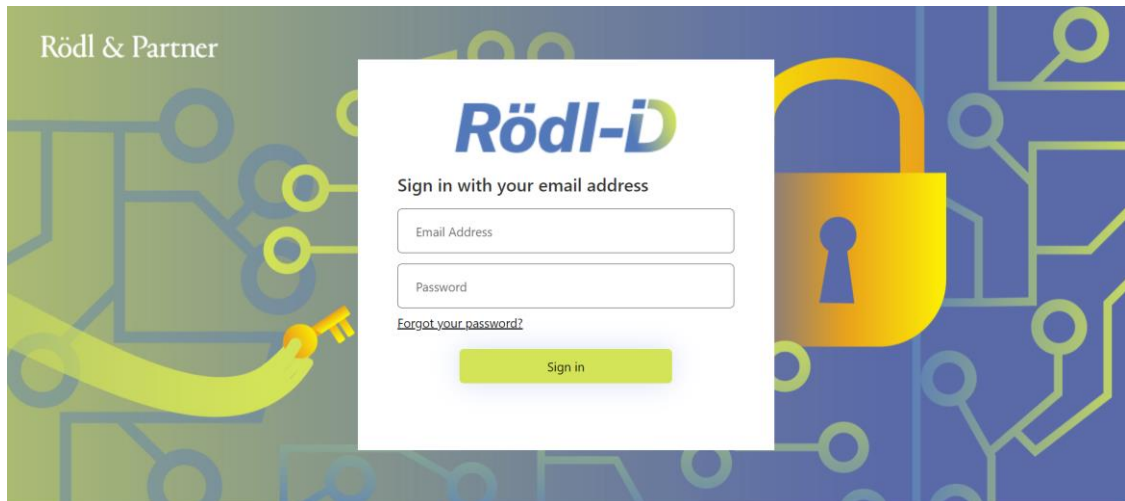 Rödl & Partner
Rödl-iD
Sign in with your email address
Email Address
Password
Forgot your password?
Sign in